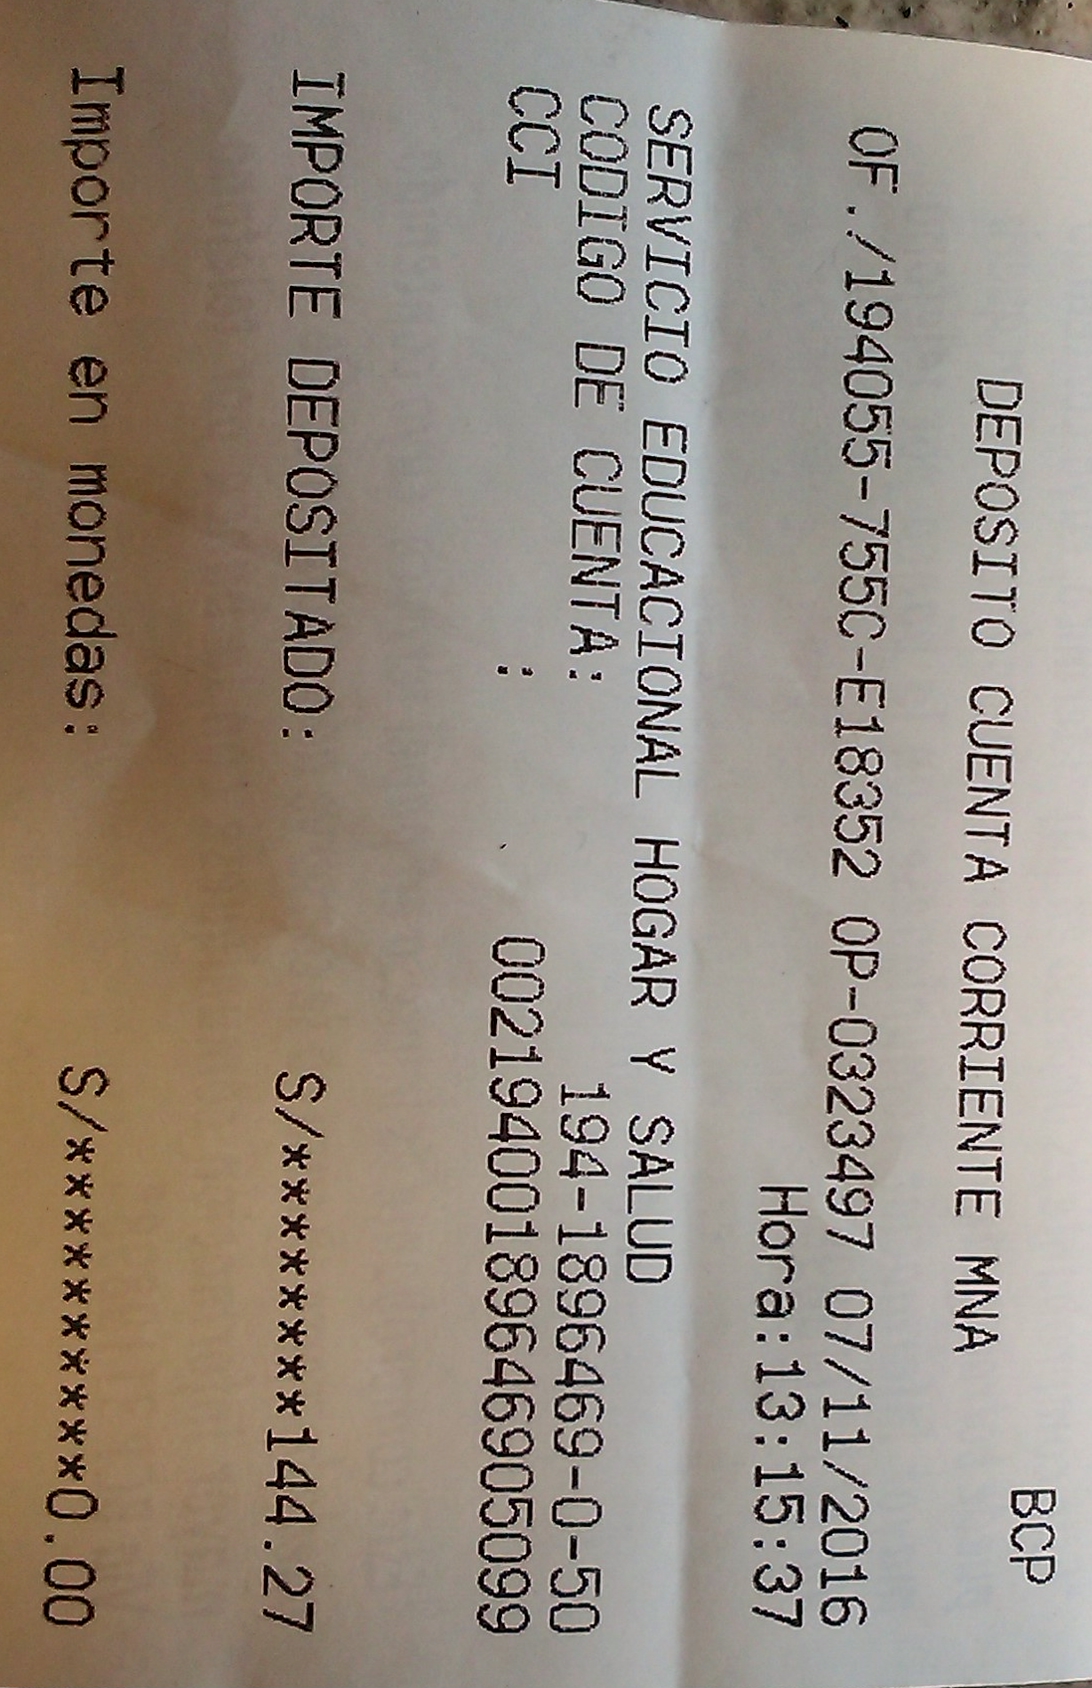 BCP
DEPOSITO CUENTA CORRIENTE MNA
OF./194055-755C-E18352 OP-0323497 07/11/2016
Hora:13:15:37
SERVICIO EDUCACIONAL HOGAR Y SALUD
CODIGO DE CUENTA: 194-1896469-0-50
CCI : 00219400189646905099
IMPORTE DEPOSITADO: S/********144.27
Importe en monedas: S/**********0.00